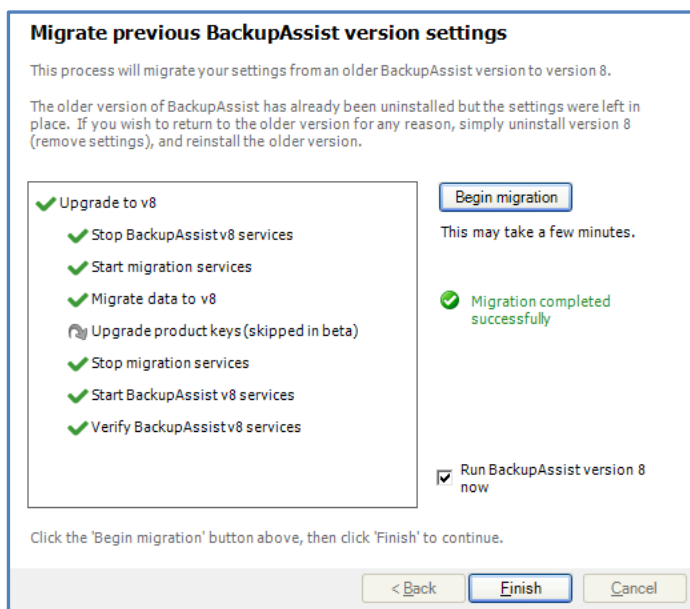 Migrate previous BackupAssist version settings
This process will migrate your settings from an older BackupAssist version to version 8.
The older version of BackupAssist has already been uninstalled but the settings were left in
place. If you wish to return to the older version for any reason, simply uninstall version 8
(remove settings), and reinstall the older version.
Upgrade to v8
Stop BackupAssist v8 services
Start migration services
Migrate data to v8
Upgrade product keys (skipped in beta)
Stop migration services
Start BackupAssist v8 services
Verify BackupAssist v8 services
Begin migration
This may take a few minutes.
Migration completed
successfully
Run BackupAssist version 8
now
Click the 'Begin migration' button above, then click 'Finish' to continue.
< Back
Finish
Cancel